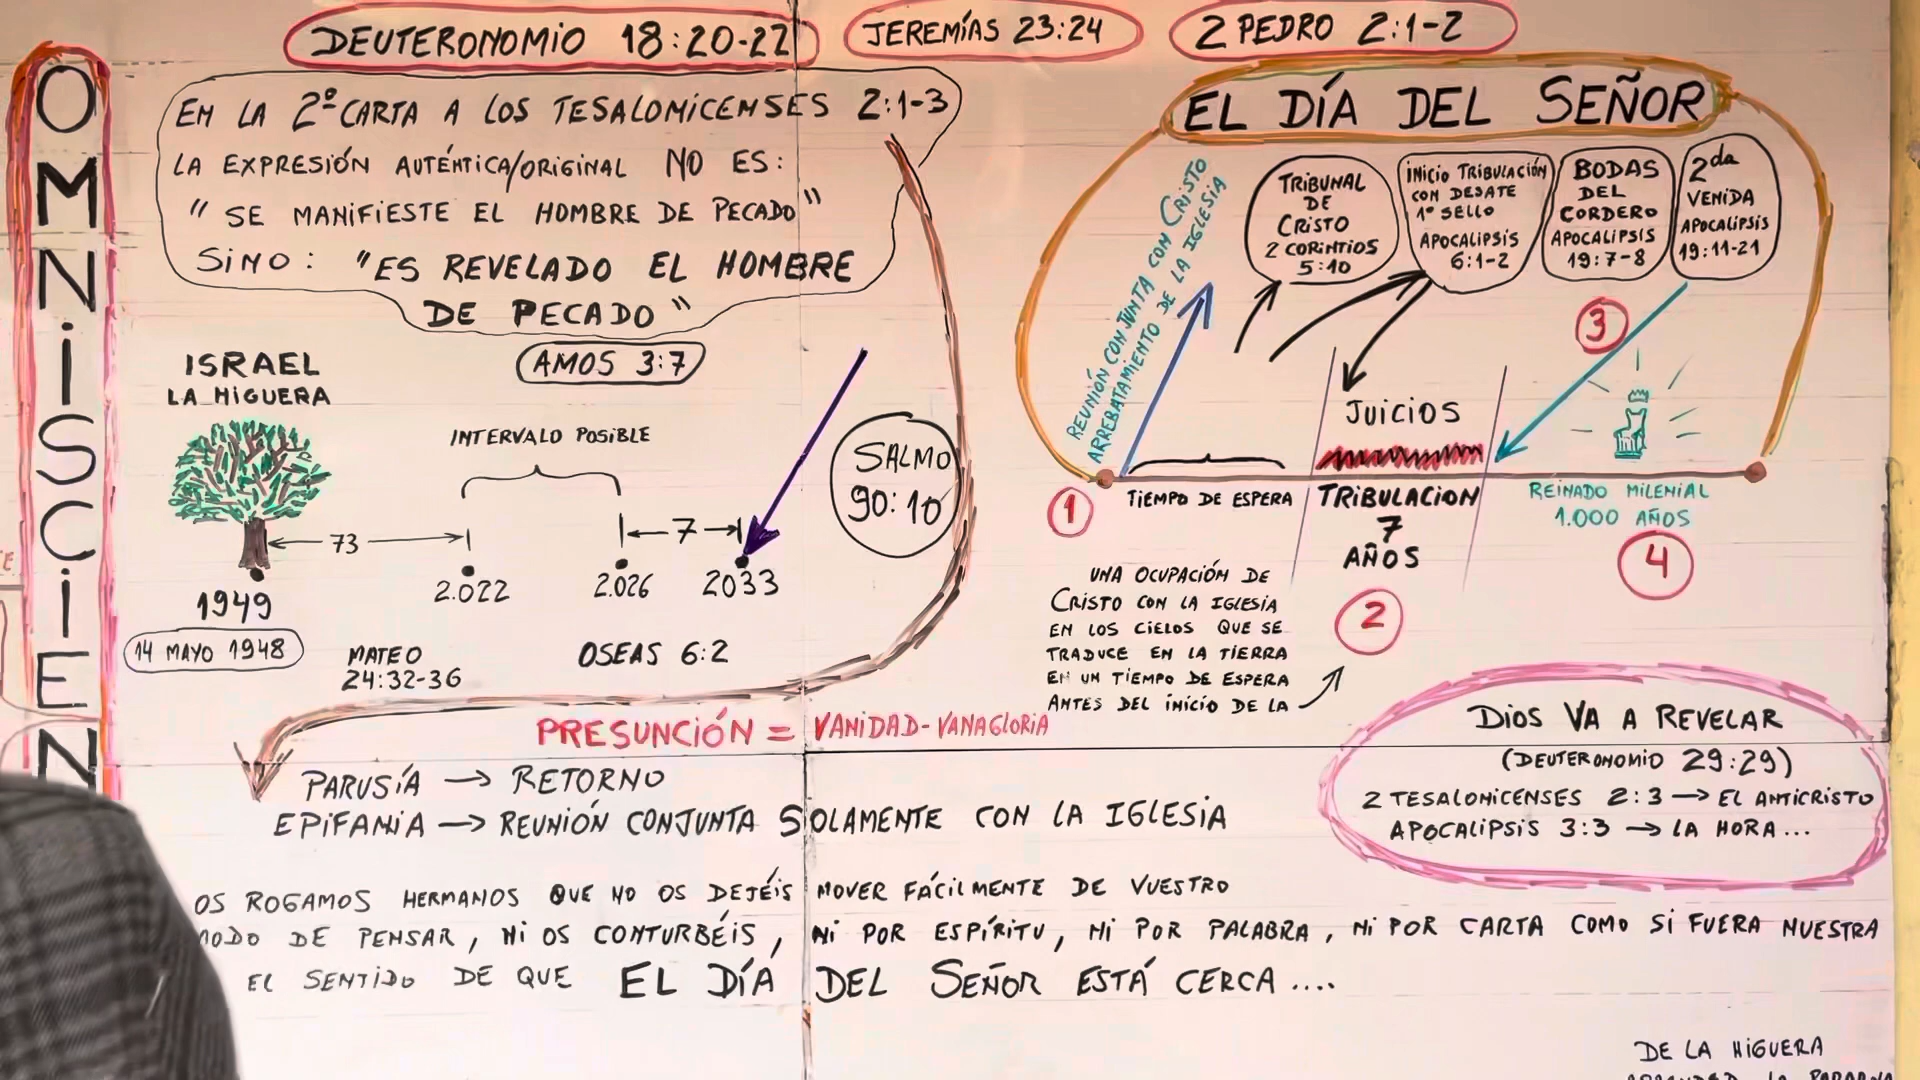 DEUTERONOMIO 18:20-22
JEREMÍAS 23:24
2 PEDRO 2:1-2
OMNiSCiEN
EN LA 2º CARTA A LOS TESALONICENSES 2:1-3
LA EXPRESIÓN AUTÉNTICA/ORIGINAL NO ES:
" SE MANIFIESTE EL HOMBRE DE PECADO"
SINO: "ES REVELADO EL HOMBRE
DE PECADO"
AMOS 3:7
ISRAEL
LA HIGUERA
INTERVALO POSIBLE
SALMO
90:10
73
7
1949
2.022
2.026
2033
14 MAYO 1948
MATEO
24:32-36
OSEAS 6:2
EL DÍA DEL SEÑOR
REUNIÓN CONJUNTA CON CRISTO
ARREBATAMIENTO DE LA IGLESIA
TRIBUNAL
DE
CRISTO
2 CORINTIOS
5:10
INICIO TRIBULACIÓN
CON DESATE
1º SELLO
APOCALIPSIS
6:1-2
BODAS
DEL
CORDERO
APOCALIPSIS
19:7-8
2da
VENIDA
APOCALIPSIS
19:11-21
3
JUICIOS
1
TIEMPO DE ESPERA
TRIBULACION
7
AÑOS
2
REINADO MILENIAL
1.000 AÑOS
4
UNA OCUPACIÓN DE
CRISTO CON LA IGLESIA
EN LOS CIELOS QUE SE
TRADUCE EN LA TIERRA
EN UN TIEMPO DE ESPERA
ANTES DEL INICIO DE LA
PRESUNCIÓN = VANIDAD-VANAGLORIA
PARUSÍA → RETORNO
EPIFANIA → REUNIÓN CONJUNTA SOLAMENTE CON LA IGLESIA
DIOS VA A REVELAR
(DEUTERONOMIO 29:29)
2 TESALONICENSES 2:3 → EL ANTICRISTO
APOCALIPSIS 3:3 → LA HORA...
OS ROGAMOS HERMANOS QUE NO OS DEJÉIS MOVER FÁCILMENTE DE VUESTRO
MODO DE PENSAR, NI OS CONTURBÉIS, NI POR ESPÍRITU, NI POR PALABRA, NI POR CARTA COMO SI FUERA NUESTRA
EL SENTIDO DE QUE EL DÍA DEL SEÑOR ESTÁ CERCA....
DE LA HIGUERA